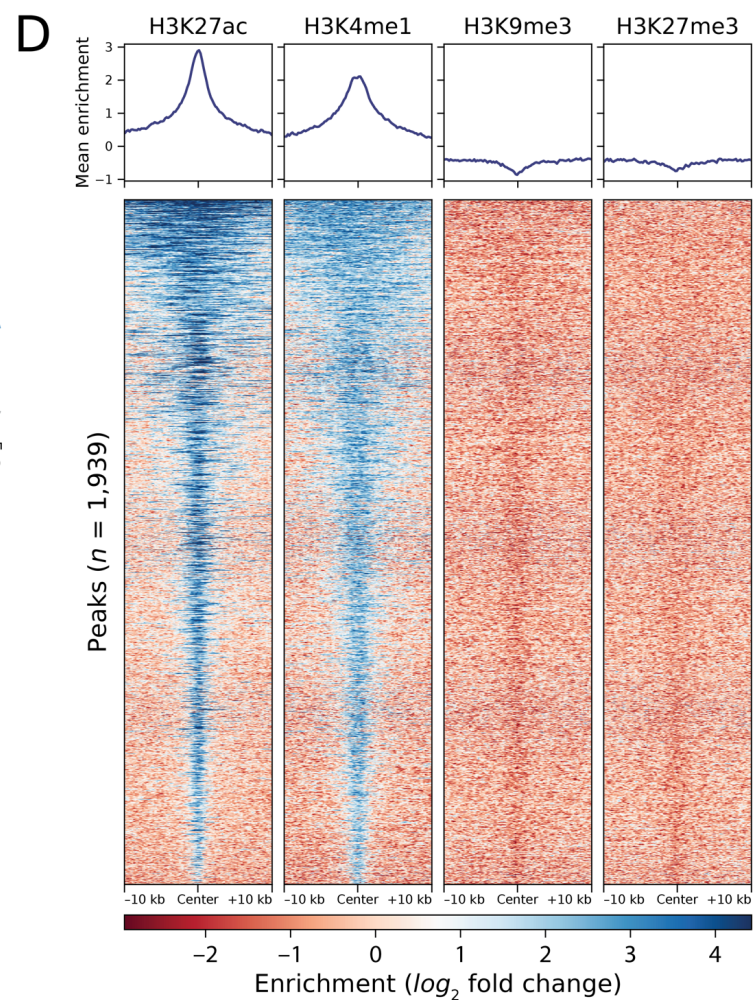 D
H3K27ac H3K4me1 H3K9me3 H3K27me3
Mean enrichment
3
2
1
0
−1
Peaks (n = 1,939)
–10 kb Center +10 kb –10 kb Center +10 kb –10 kb Center +10 kb –10 kb Center +10 kb
−2 −1 0 1 2 3 4
Enrichment (log2 fold change)